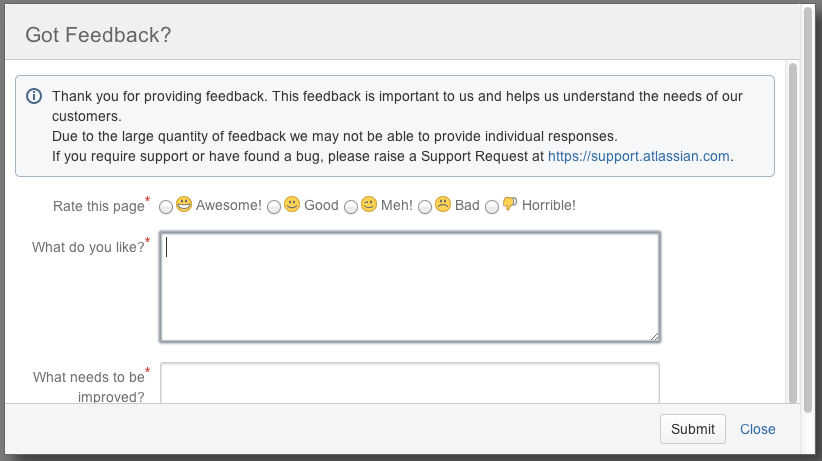 Got Feedback?
Thank you for providing feedback. This feedback is important to us and helps us understand the needs of our
customers.
Due to the large quantity of feedback we may not be able to provide individual responses.
If you require support or have found a bug, please raise a Support Request at https://support.atlassian.com.
Rate this page* Awesome! Good Meh! Bad Horrible!
What do you like?*
What needs to be*
improved?
Submit Close